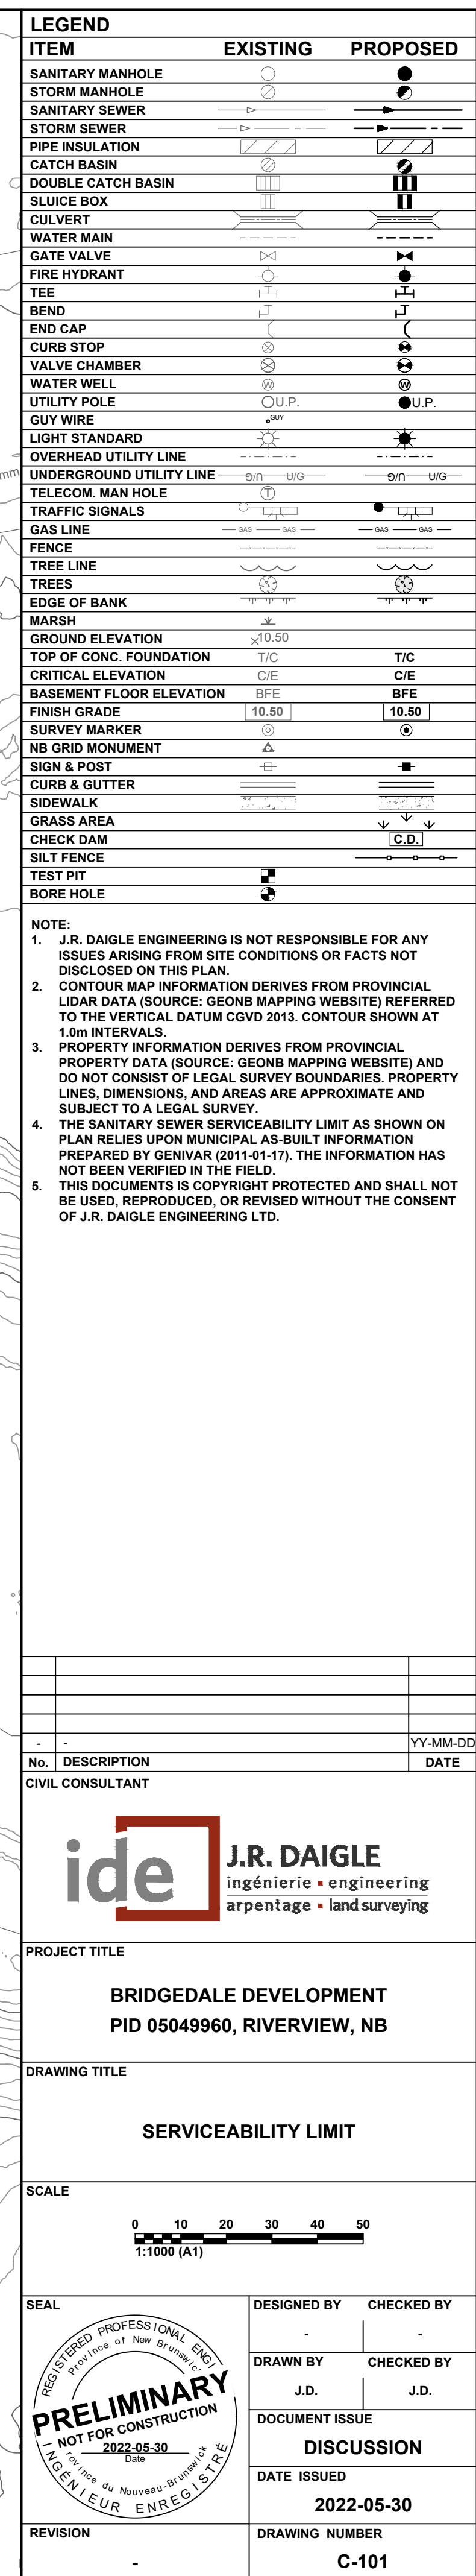 LEGEND
ITEM EXISTING PROPOSED
SANITARY MANHOLE
STORM MANHOLE
SANITARY SEWER
STORM SEWER
PIPE INSULATION
CATCH BASIN
DOUBLE CATCH BASIN
SLUICE BOX
CULVERT
WATER MAIN
GATE VALVE
FIRE HYDRANT
TEE
BEND
END CAP
CURB STOP
VALVE CHAMBER
WATER WELL W W
UTILITY POLE U.P. U.P.
GUY WIRE GUY
LIGHT STANDARD
OVERHEAD UTILITY LINE
UNDERGROUND UTILITY LINE U/G U/G U/G U/G
TELECOM. MAN HOLE T
TRAFFIC SIGNALS
GAS LINE GAS GAS GAS GAS
FENCE
TREE LINE
TREES
EDGE OF BANK
MARSH
GROUND ELEVATION 10.50
TOP OF CONC. FOUNDATION T/C T/C
CRITICAL ELEVATION C/E C/E
BASEMENT FLOOR ELEVATION BFE BFE
FINISH GRADE 10.50 10.50
SURVEY MARKER
NB GRID MONUMENT
SIGN & POST
CURB & GUTTER
SIDEWALK
GRASS AREA
CHECK DAM C.D.
SILT FENCE
TEST PIT
BORE HOLE
NOTE:
1. J.R. DAIGLE ENGINEERING IS NOT RESPONSIBLE FOR ANY
ISSUES ARISING FROM SITE CONDITIONS OR FACTS NOT
DISCLOSED ON THIS PLAN.
2. CONTOUR MAP INFORMATION DERIVES FROM PROVINCIAL
LIDAR DATA (SOURCE: GEONB MAPPING WEBSITE) REFERRED
TO THE VERTICAL DATUM CGVD 2013. CONTOUR SHOWN AT
1.0m INTERVALS.
3. PROPERTY INFORMATION DERIVES FROM PROVINCIAL
PROPERTY DATA (SOURCE: GEONB MAPPING WEBSITE) AND
DO NOT CONSIST OF LEGAL SURVEY BOUNDARIES. PROPERTY
LINES, DIMENSIONS, AND AREAS ARE APPROXIMATE AND
SUBJECT TO A LEGAL SURVEY.
4. THE SANITARY SEWER SERVICEABILITY LIMIT AS SHOWN ON
PLAN RELIES UPON MUNICIPAL AS-BUILT INFORMATION
PREPARED BY GENIVAR (2011-01-17). THE INFORMATION HAS
NOT BEEN VERIFIED IN THE FIELD.
5. THIS DOCUMENTS IS COPYRIGHT PROTECTED AND SHALL NOT
BE USED, REPRODUCED, OR REVISED WITHOUT THE CONSENT
OF J.R. DAIGLE ENGINEERING LTD.
- - YY-MM-DD
No. DESCRIPTION DATE
CIVIL CONSULTANT
ide
J.R. DAIGLE
ingénierie ▪ engineering
arpentage ▪ land surveying
PROJECT TITLE
BRIDGEDALE DEVELOPMENT
PID 05049960, RIVERVIEW, NB
DRAWING TITLE
SERVICEABILITY LIMIT
SCALE
0 10 20 30 40 50
1:1000 (A1)
SEAL
REGISTERED PROFESSIONAL ENGI
Province of New Brunswic
PRELIMINARY
NOT FOR CONSTRUCTION
2022-05-30
Date
rovince du Nouveau-Brunswick
INGÉNIEUR ENREGISTRÉ
DESIGNED BY CHECKED BY
- -
DRAWN BY CHECKED BY
J.D. J.D.
DOCUMENT ISSUE
DISCUSSION
DATE ISSUED
2022-05-30
REVISION
-
DRAWING NUMBER
C-101